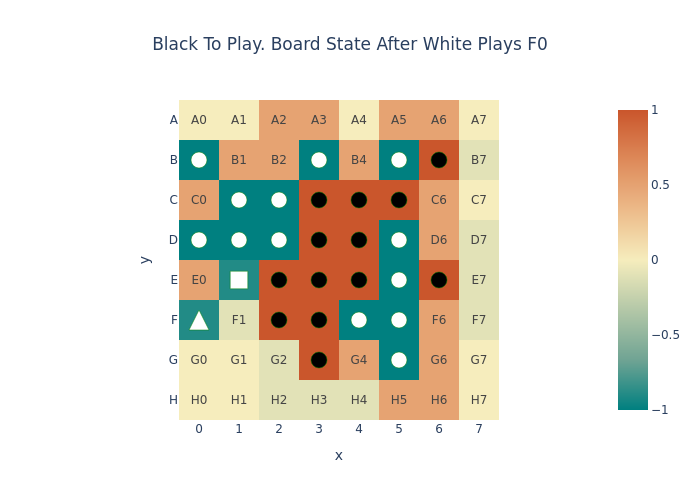 Black To Play. Board State After White Plays F0
A A0 A1 A2 A3 A4 A5 A6 A7
B B1 B2 B4 B7
C C0 C6 C7
D D6 D7
E E0 E7
F F1 F6 F7
G G0 G1 G2 G4 G6 G7
H H0 H1 H2 H3 H4 H5 H6 H7
0 1 2 3 4 5 6 7
x
y
1
0.5
0
−0.5
−1